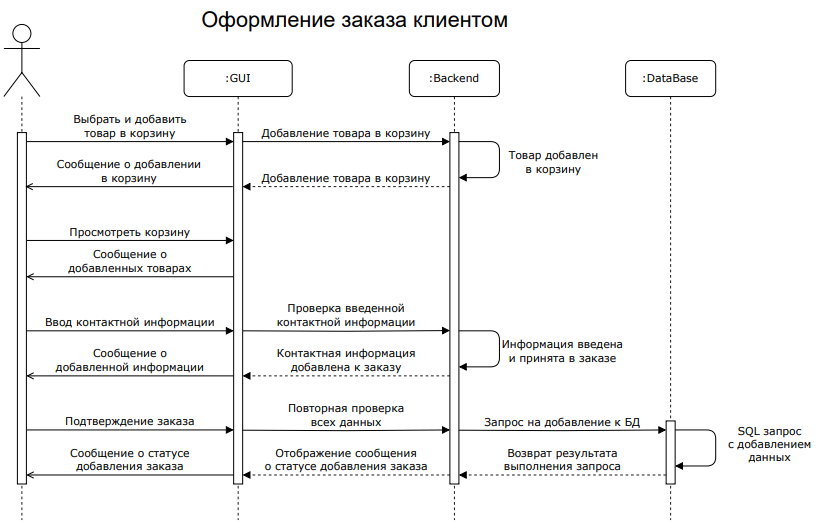 Оформление заказа клиентом
:GUI
:Backend
:DataBase
Выбрать и добавить
товар в корзину
Добавление товара в корзину
Товар добавлен
в корзину
Сообщение о добавлении
в корзину
Добавление товара в корзину
Просмотреть корзину
Сообщение о
добавленных товарах
Ввод контактной информации
Проверка введенной
контактной информации
Информация введена
и принята в заказе
Сообщение о
добавленной информации
Контактная информация
добавлена к заказу
Подтверждение заказа
Повторная проверка
всех данных
Запрос на добавление к БД
SQL запрос
с добавлением
данных
Сообщение о статусе
добавления заказа
Отображение сообщения
о статусе добавления заказа
Возврат результата
выполнения запроса